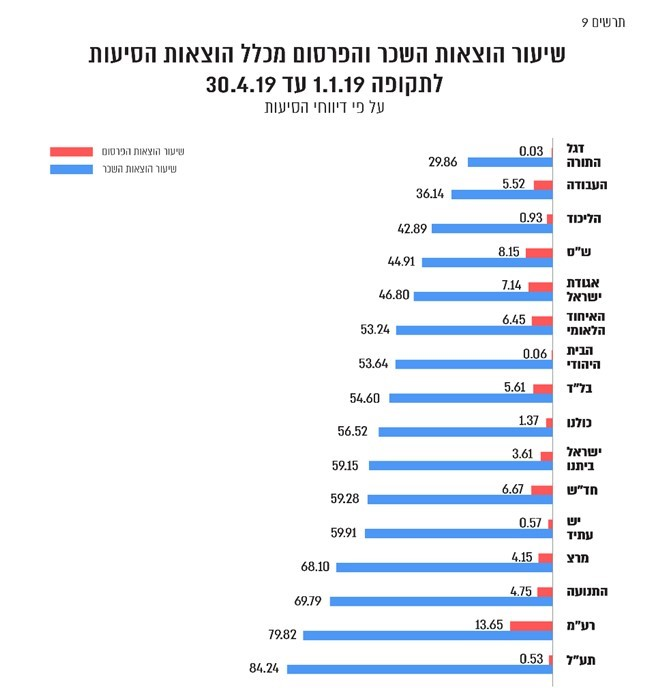 תרשים 9
שיעור הוצאות השכר והפרסום מכלל הוצאות הסיעות
לתקופה 1.1.19 עד 30.4.19
על פי דיווחי הסיעות
שיעור הוצאות הפרסום
שיעור הוצאות השכר
דגל
התורה
0.03
29.86
העבודה
5.52
36.14
הליכוד
0.93
42.89
ש"ס
8.15
44.91
אגודת
ישראל
7.14
46.80
האיחוד
הלאומי
6.45
53.24
הבית
היהודי
0.06
53.64
בל"ד
5.61
54.60
כולנו
1.37
56.52
ישראל
ביתנו
3.61
59.15
חד"ש
6.67
59.28
יש
עתיד
0.57
59.91
מרצ
4.15
68.10
התנועה
4.75
69.79
רע"מ
13.65
79.82
תע"ל
0.53
84.24